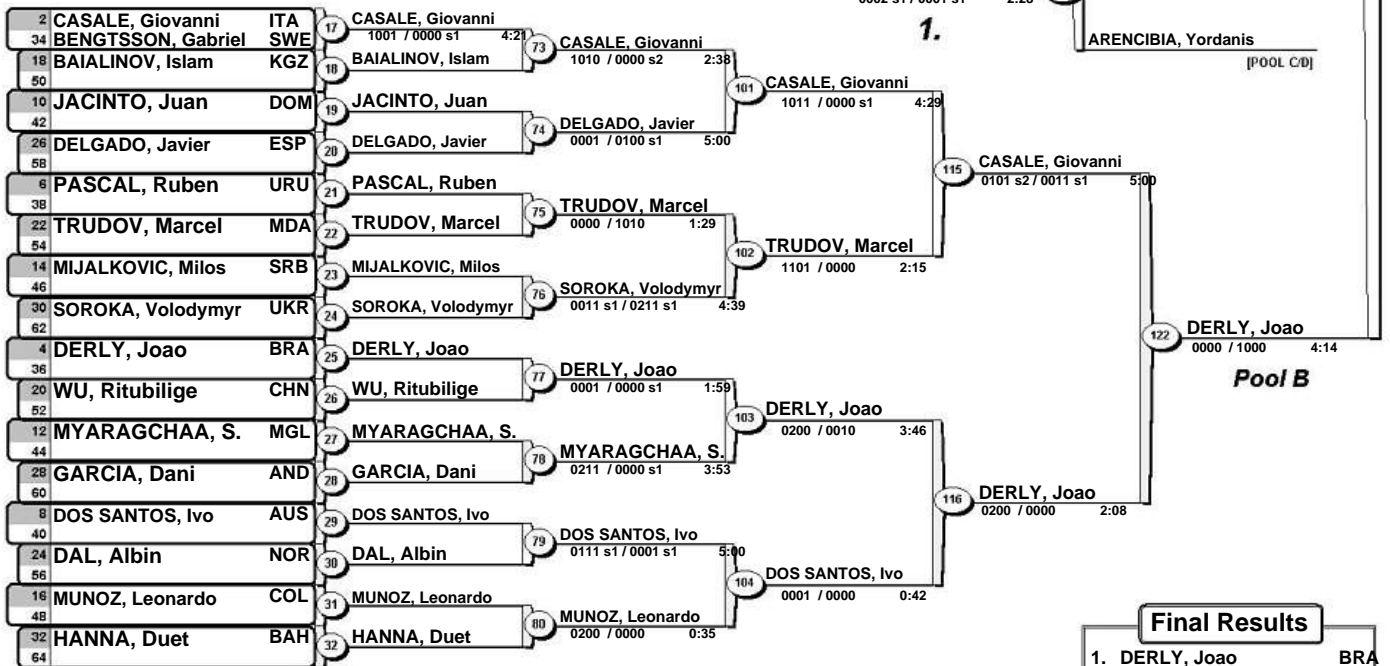 0002 s1 / 0001 s1 2:28
1.
ARENCIBIA, Yordanis
[POOL C/D]
2 CASALE, Giovanni ITA
34 BENGTSSON, Gabriel SWE
17
CASALE, Giovanni
1001 / 0000 s1 4:21
18 BAIALINOV, Islam KGZ
50
18
BAIALINOV, Islam
73
CASALE, Giovanni
1010 / 0000 s2 2:38
10 JACINTO, Juan DOM
42
19
JACINTO, Juan
26 DELGADO, Javier ESP
58
20
DELGADO, Javier
74
DELGADO, Javier
0001 / 0100 s1 5:00
101
CASALE, Giovanni
1011 / 0000 s1 4:29
6 PASCAL, Ruben URU
38
21
PASCAL, Ruben
22 TRUDOV, Marcel MDA
54
22
TRUDOV, Marcel
75
TRUDOV, Marcel
0000 / 1010 1:29
14 MIJALKOVIC, Milos SRB
46
23
MIJALKOVIC, Milos
30 SOROKA, Volodymyr UKR
62
24
SOROKA, Volodymyr
76
SOROKA, Volodymyr
0011 s1 / 0211 s1 4:39
102
TRUDOV, Marcel
1101 / 0000 2:15
115
CASALE, Giovanni
0101 s2 / 0011 s1 5:00
4 DERLY, Joao BRA
36
25
DERLY, Joao
20 WU, Ritubilige CHN
52
26
WU, Ritubilige
77
DERLY, Joao
0001 / 0000 s1 1:59
12 MYARAGCHAA, S. MGL
44
27
MYARAGCHAA, S.
28 GARCIA, Dani AND
60
28
GARCIA, Dani
78
MYARAGCHAA, S.
0211 / 0000 s1 3:53
103
DERLY, Joao
0200 / 0010 3:46
8 DOS SANTOS, Ivo AUS
40
29
DOS SANTOS, Ivo
24 DAL, Albin NOR
56
30
DAL, Albin
79
DOS SANTOS, Ivo
0111 s1 / 0001 s1 5:00
16 MUNOZ, Leonardo COL
48
31
MUNOZ, Leonardo
32 HANNA, Duet BAH
64
32
HANNA, Duet
80
MUNOZ, Leonardo
0200 / 0000 0:35
104
DOS SANTOS, Ivo
0001 / 0000 0:42
116
DERLY, Joao
0200 / 0000 2:08
122
DERLY, Joao
0000 / 1000 4:14
Pool B
Final Results
1. DERLY, Joao BRA